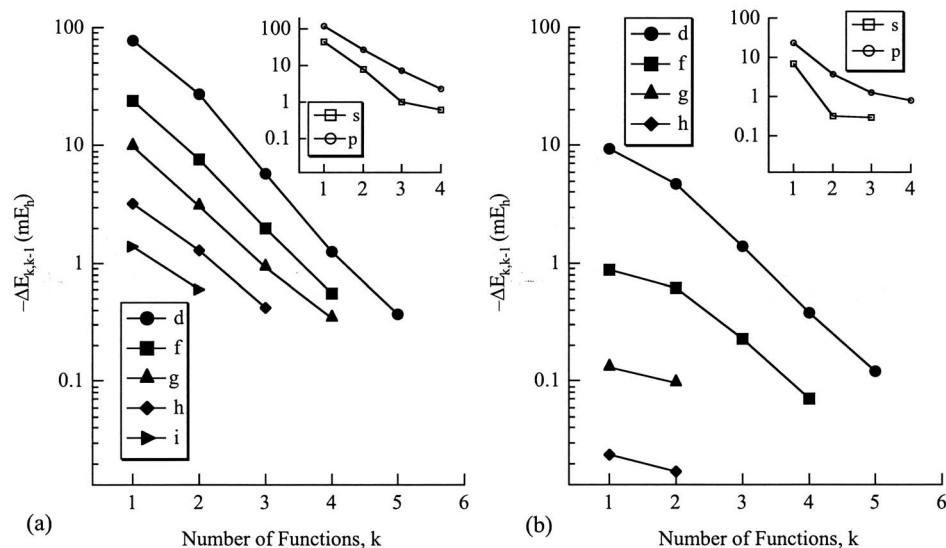 100
10
1
0.1
−ΔE_{k,k-1} (mE_h)
1 2 3 4 5 6
Number of Functions, k
(a)
d
f
g
h
i
100
10
1
0.1
1 2 3 4
s
p
100
10
1
0.1
−ΔE_{k,k-1} (mE_h)
1 2 3 4 5 6
Number of Functions, k
(b)
d
f
g
h
100
10
1
0.1
1 2 3 4
s
p